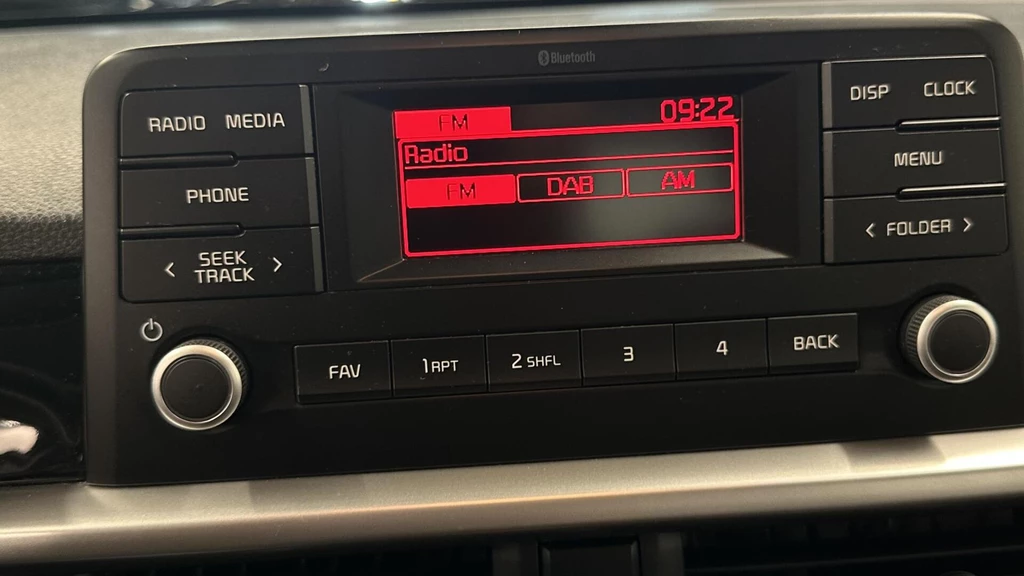 Bluetooth
RADIO MEDIA
PHONE
< SEEK TRACK >
FM 09:22
Radio
FM DAB AM
DISP CLOCK
MENU
< FOLDER >
FAV 1 RPT 2 SHFL 3 4 BACK